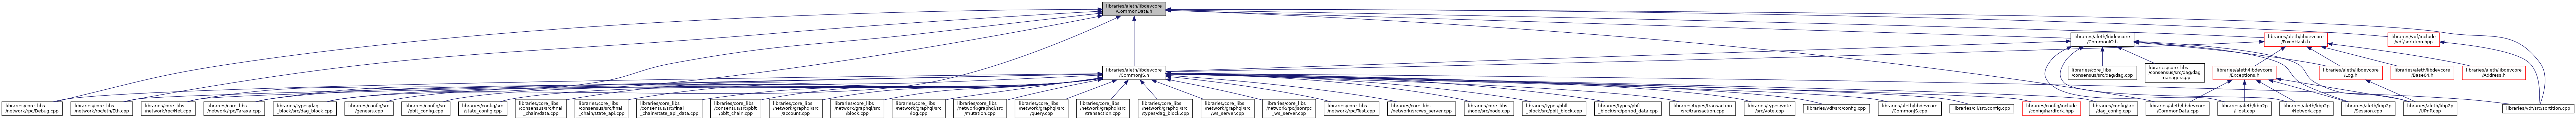 libraries/aleth/libdevcore
/CommonData.h
libraries/aleth/libdevcore
/CommonIO.h
libraries/aleth/libdevcore
/FixedHash.h
libraries/vdf/include
/vdf/sortition.hpp
libraries/aleth/libdevcore
/CommonJS.h
libraries/core_libs
/consensus/src/dag/dag.cpp
libraries/core_libs
/consensus/src/dag/dag
_manager.cpp
libraries/aleth/libdevcore
/Exceptions.h
libraries/aleth/libdevcore
/Log.h
libraries/aleth/libdevcore
/Base64.h
libraries/aleth/libdevcore
/Address.h
libraries/core_libs
/network/rpc/Debug.cpp
libraries/core_libs
/network/rpc/eth/Eth.cpp
libraries/core_libs
/network/rpc/Net.cpp
libraries/core_libs
/network/rpc/Taraxa.cpp
libraries/types/dag
_block/src/dag_block.cpp
libraries/config/src
/genesis.cpp
libraries/config/src
/pbft_config.cpp
libraries/config/src
/state_config.cpp
libraries/core_libs
/consensus/src/final
_chain/data.cpp
libraries/core_libs
/consensus/src/final
_chain/state_api.cpp
libraries/core_libs
/consensus/src/final
_chain/state_api_data.cpp
libraries/core_libs
/consensus/src/pbft
/pbft_chain.cpp
libraries/core_libs
/network/graphql/src
/account.cpp
libraries/core_libs
/network/graphql/src
/block.cpp
libraries/core_libs
/network/graphql/src
/log.cpp
libraries/core_libs
/network/graphql/src
/mutation.cpp
libraries/core_libs
/network/graphql/src
/query.cpp
libraries/core_libs
/network/graphql/src
/transaction.cpp
libraries/core_libs
/network/graphql/src
/types/dag_block.cpp
libraries/core_libs
/network/graphql/src
/ws_server.cpp
libraries/core_libs
/network/rpc/jsonrpc
_ws_server.cpp
libraries/core_libs
/network/rpc/Test.cpp
libraries/core_libs
/network/src/ws_server.cpp
libraries/core_libs
/node/src/node.cpp
libraries/types/pbft
_block/src/pbft_block.cpp
libraries/types/pbft
_block/src/period_data.cpp
libraries/types/transaction
/src/transaction.cpp
libraries/types/vote
/src/vote.cpp
libraries/vdf/src/config.cpp
libraries/aleth/libdevcore
/CommonJS.cpp
libraries/cli/src/config.cpp
libraries/config/include
/config/hardfork.hpp
libraries/config/src
/dag_config.cpp
libraries/aleth/libdevcore
/CommonData.cpp
libraries/aleth/libp2p
/Host.cpp
libraries/aleth/libp2p
/Network.cpp
libraries/aleth/libp2p
/Session.cpp
libraries/aleth/libp2p
/UPnP.cpp
libraries/vdf/src/sortition.cpp